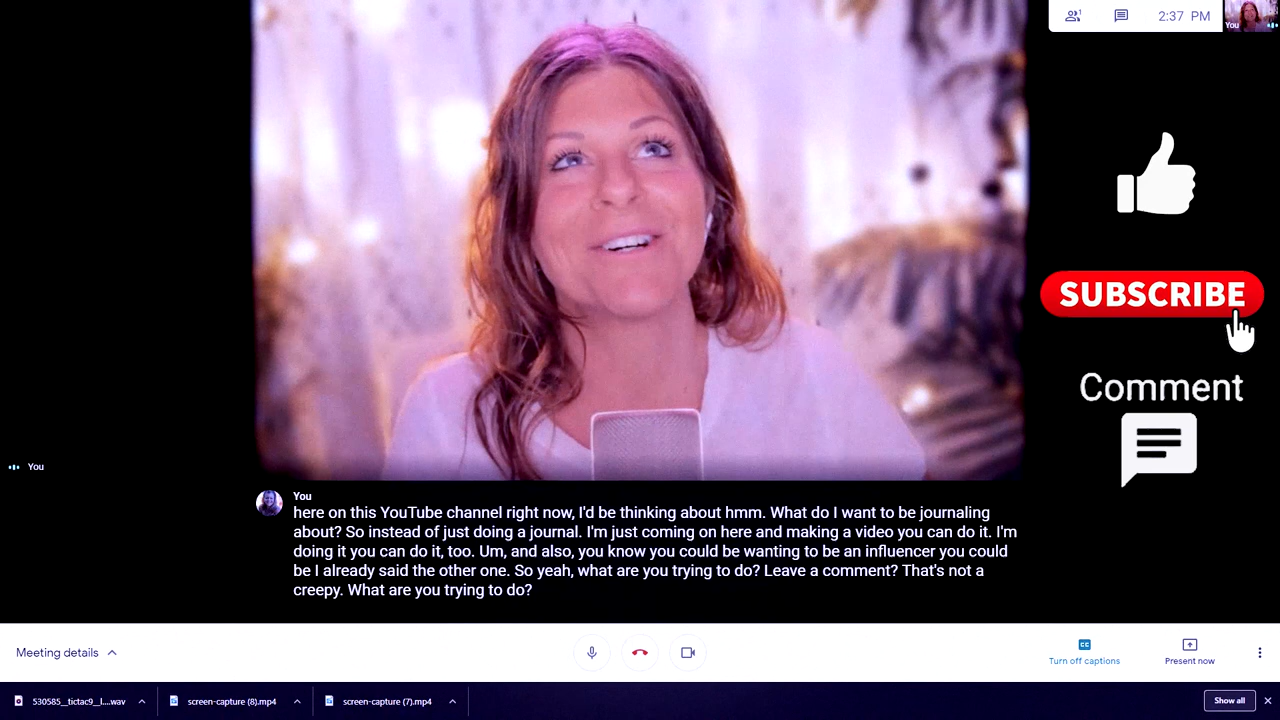 2:37 PM
You
SUBSCRIBE
Comment
You
You
here on this YouTube channel right now, I'd be thinking about hmm. What do I want to be journaling
about? So instead of just doing a journal. I'm just coming on here and making a video you can do it. I'm
doing it you can do it, too. Um, and also, you know you could be wanting to be an influencer you could
be I already said the other one. So yeah, what are you trying to do? Leave a comment? That's not a
creepy. What are you trying to do?
Meeting details
CC
Turn off captions
Present now
530585__tictac9__l....wav
screen-capture (8).mp4
screen-capture (7).mp4
Show all